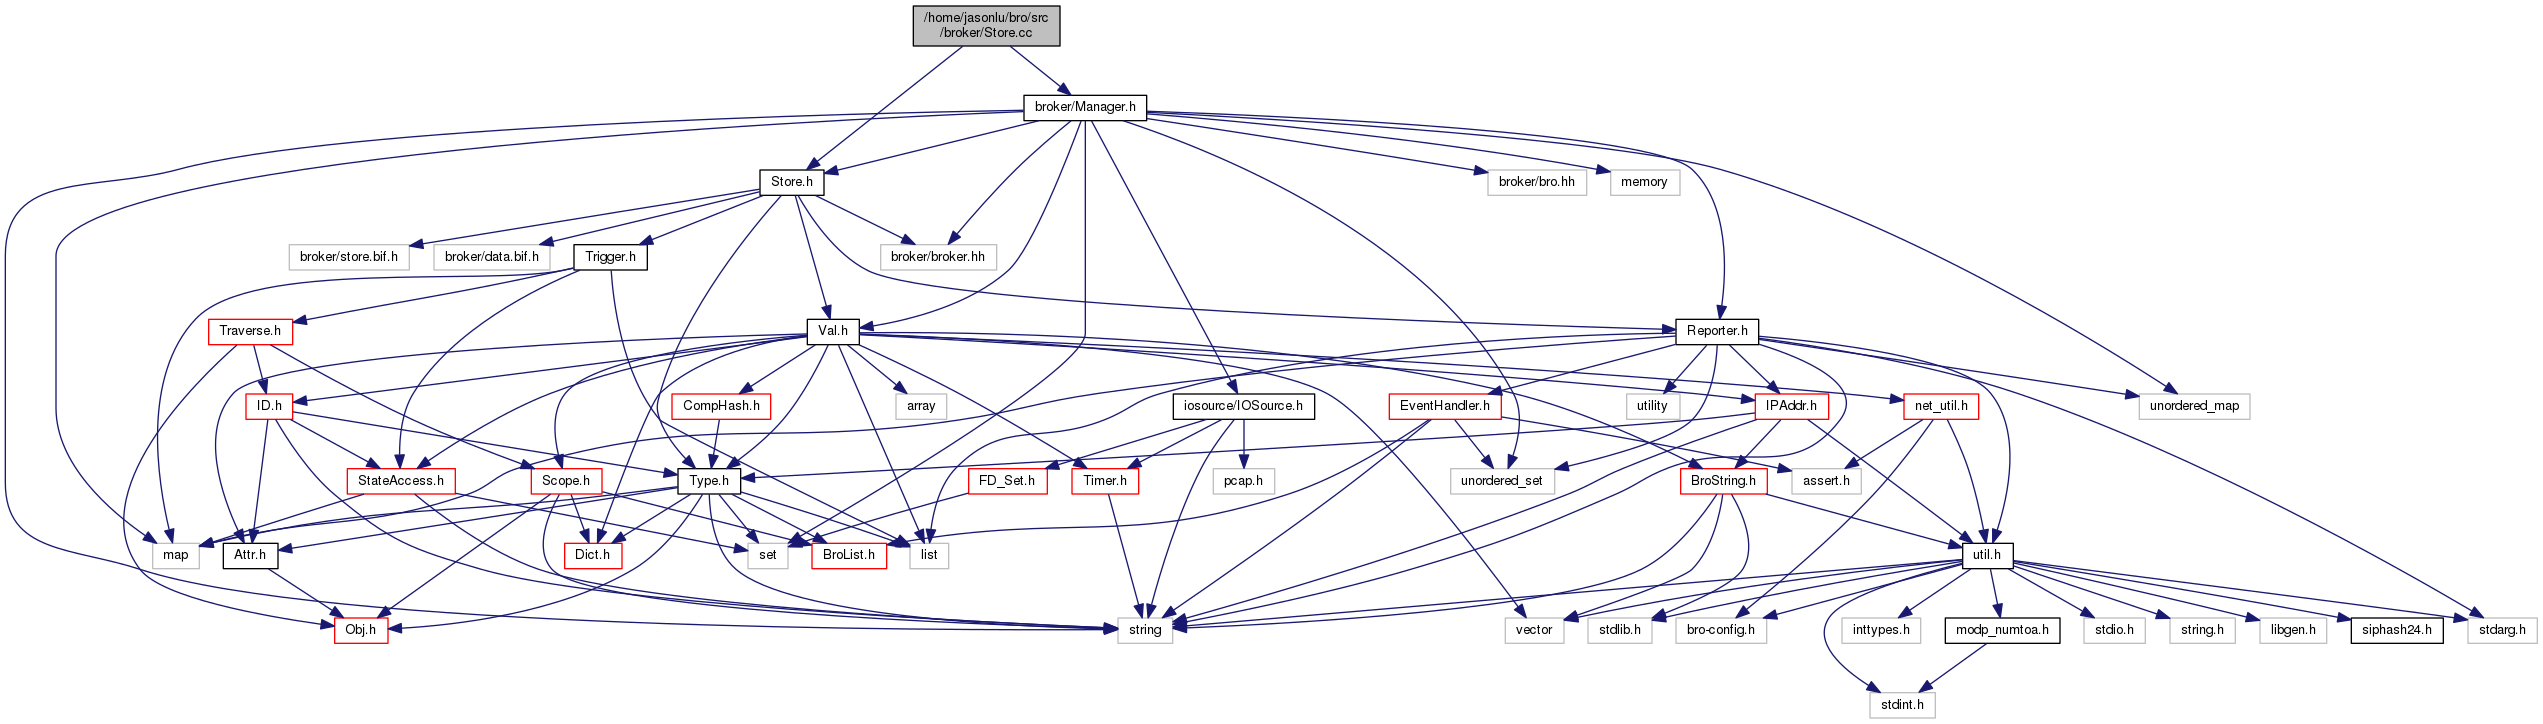 /home/jasonlu/bro/src
/broker/Store.cc
broker/Manager.h
Store.h
broker/bro.hh
memory
broker/store.bif.h
broker/data.bif.h
Trigger.h
broker/broker.hh
Traverse.h
Val.h
Reporter.h
ID.h
CompHash.h
array
iosource/IOSource.h
EventHandler.h
utility
IPAddr.h
net_util.h
unordered_map
StateAccess.h
Scope.h
Type.h
FD_Set.h
Timer.h
pcap.h
unordered_set
BroString.h
assert.h
map
Attr.h
Dict.h
set
BroList.h
list
util.h
Obj.h
string
vector
stdlib.h
bro-config.h
inttypes.h
modp_numtoa.h
stdio.h
string.h
libgen.h
siphash24.h
stdarg.h
stdint.h